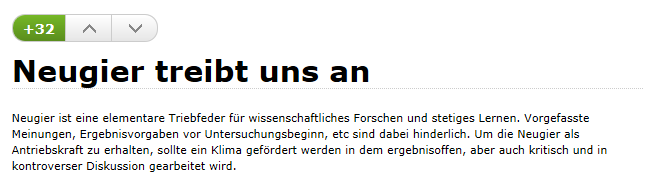 +32
Neugier treibt uns an
Neugier ist eine elementare Triebfeder für wissenschaftliches Forschen und stetiges Lernen. Vorgefasste
Meinungen, Ergebnisvorgaben vor Untersuchungsbeginn, etc sind dabei hinderlich. Um die Neugier als
Antriebskraft zu erhalten, sollte ein Klima gefördert werden in dem ergebnisoffen, aber auch kritisch und in
kontroverser Diskussion gearbeitet wird.